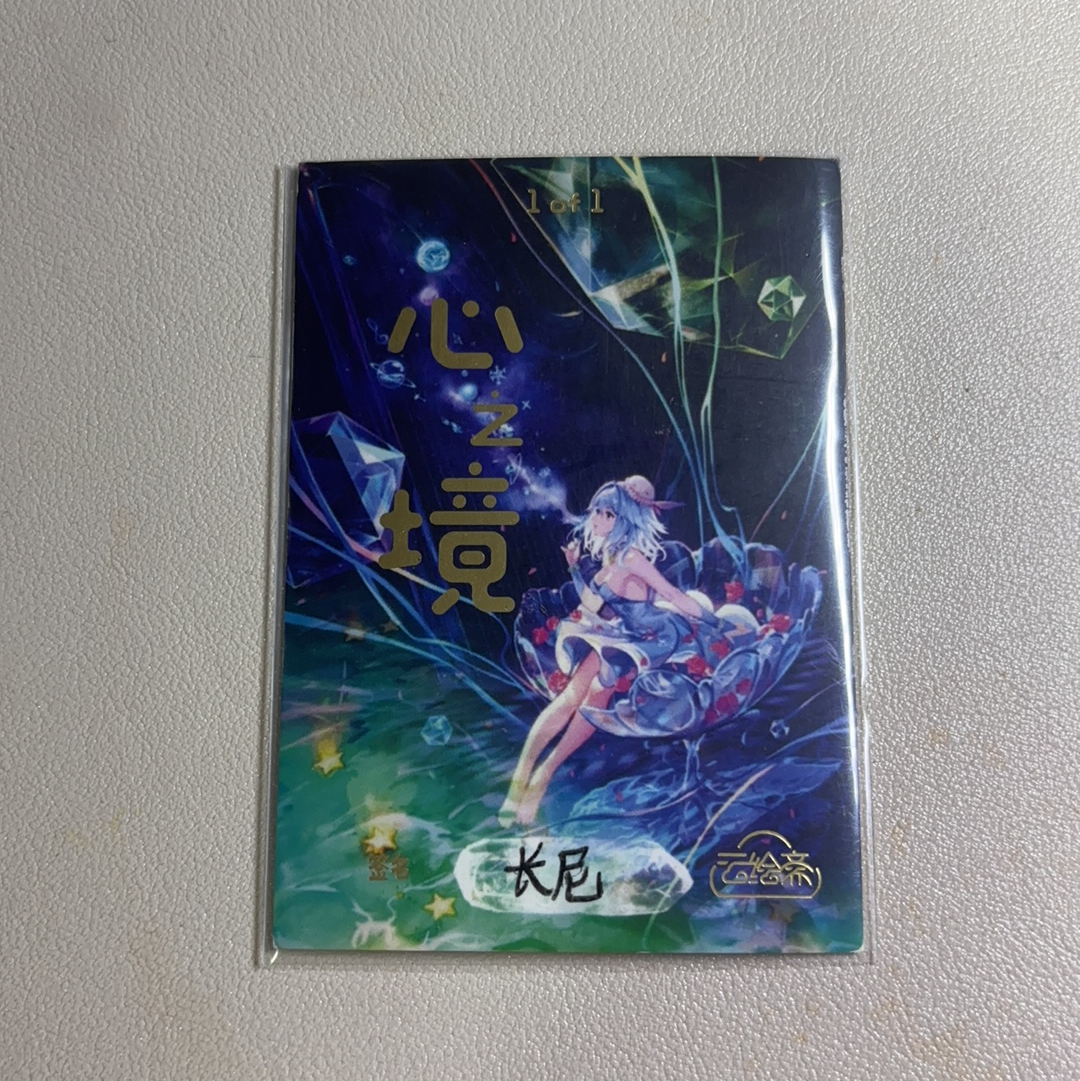 1 of 1
心之境
签名
长尼
云绘斋